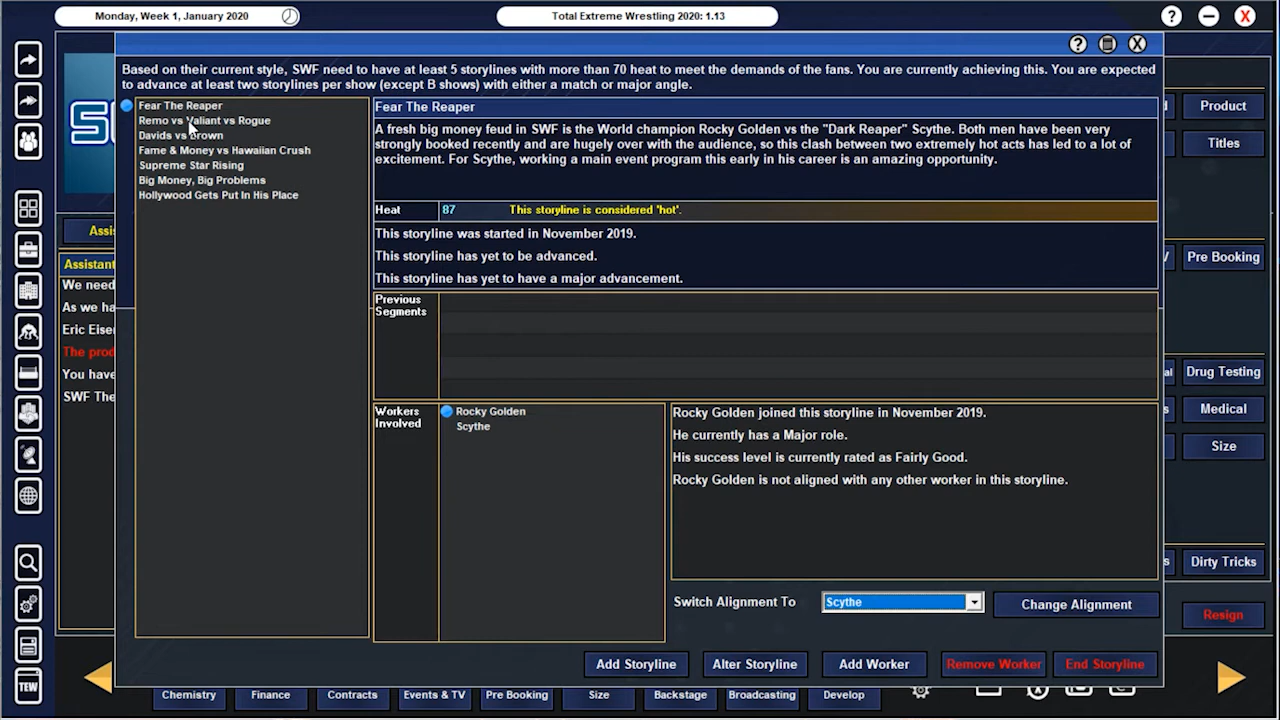 Monday, Week 1, January 2020
Total Extreme Wrestling 2020: 1.13
Based on their current style, SWF need to have at least 5 storylines with more than 70 heat to meet the demands of the fans. You are currently achieving this. You are expected
to advance at least two storylines per show (except B shows) with either a match or major angle.
Fear The Reaper
Remo vs Valiant vs Rogue
Davids vs Brown
Fame & Money vs Hawaiian Crush
Supreme Star Rising
Big Money, Big Problems
Hollywood Gets Put In His Place
Fear The Reaper
A fresh big money feud in SWF is the World champion Rocky Golden vs the "Dark Reaper" Scythe. Both men have been very
strongly booked recently and are hugely over with the audience, so this clash between two extremely hot acts has led to a lot of
excitement. For Scythe, working a main event program this early in his career is an amazing opportunity.
Heat 87 This storyline is considered 'hot'.
This storyline was started in November 2019.
This storyline has yet to be advanced.
This storyline has yet to have a major advancement.
Previous
Segments
Workers
Involved
Rocky Golden
Scythe
Rocky Golden joined this storyline in November 2019.
He currently has a Major role.
His success level is currently rated as Fairly Good.
Rocky Golden is not aligned with any other worker in this storyline.
Switch Alignment To Scythe Change Alignment
Add Storyline Alter Storyline Add Worker Remove Worker End Storyline
Assi
Assistant
We need
As we ha
Eric Eise
The prod
You have
SWF The
Product
Titles
Pre Booking
Drug Testing
Medical
Size
Dirty Tricks
Resign
TEW
Chemistry Finance Contracts Events & TV Pre Booking Size Backstage Broadcasting Develop